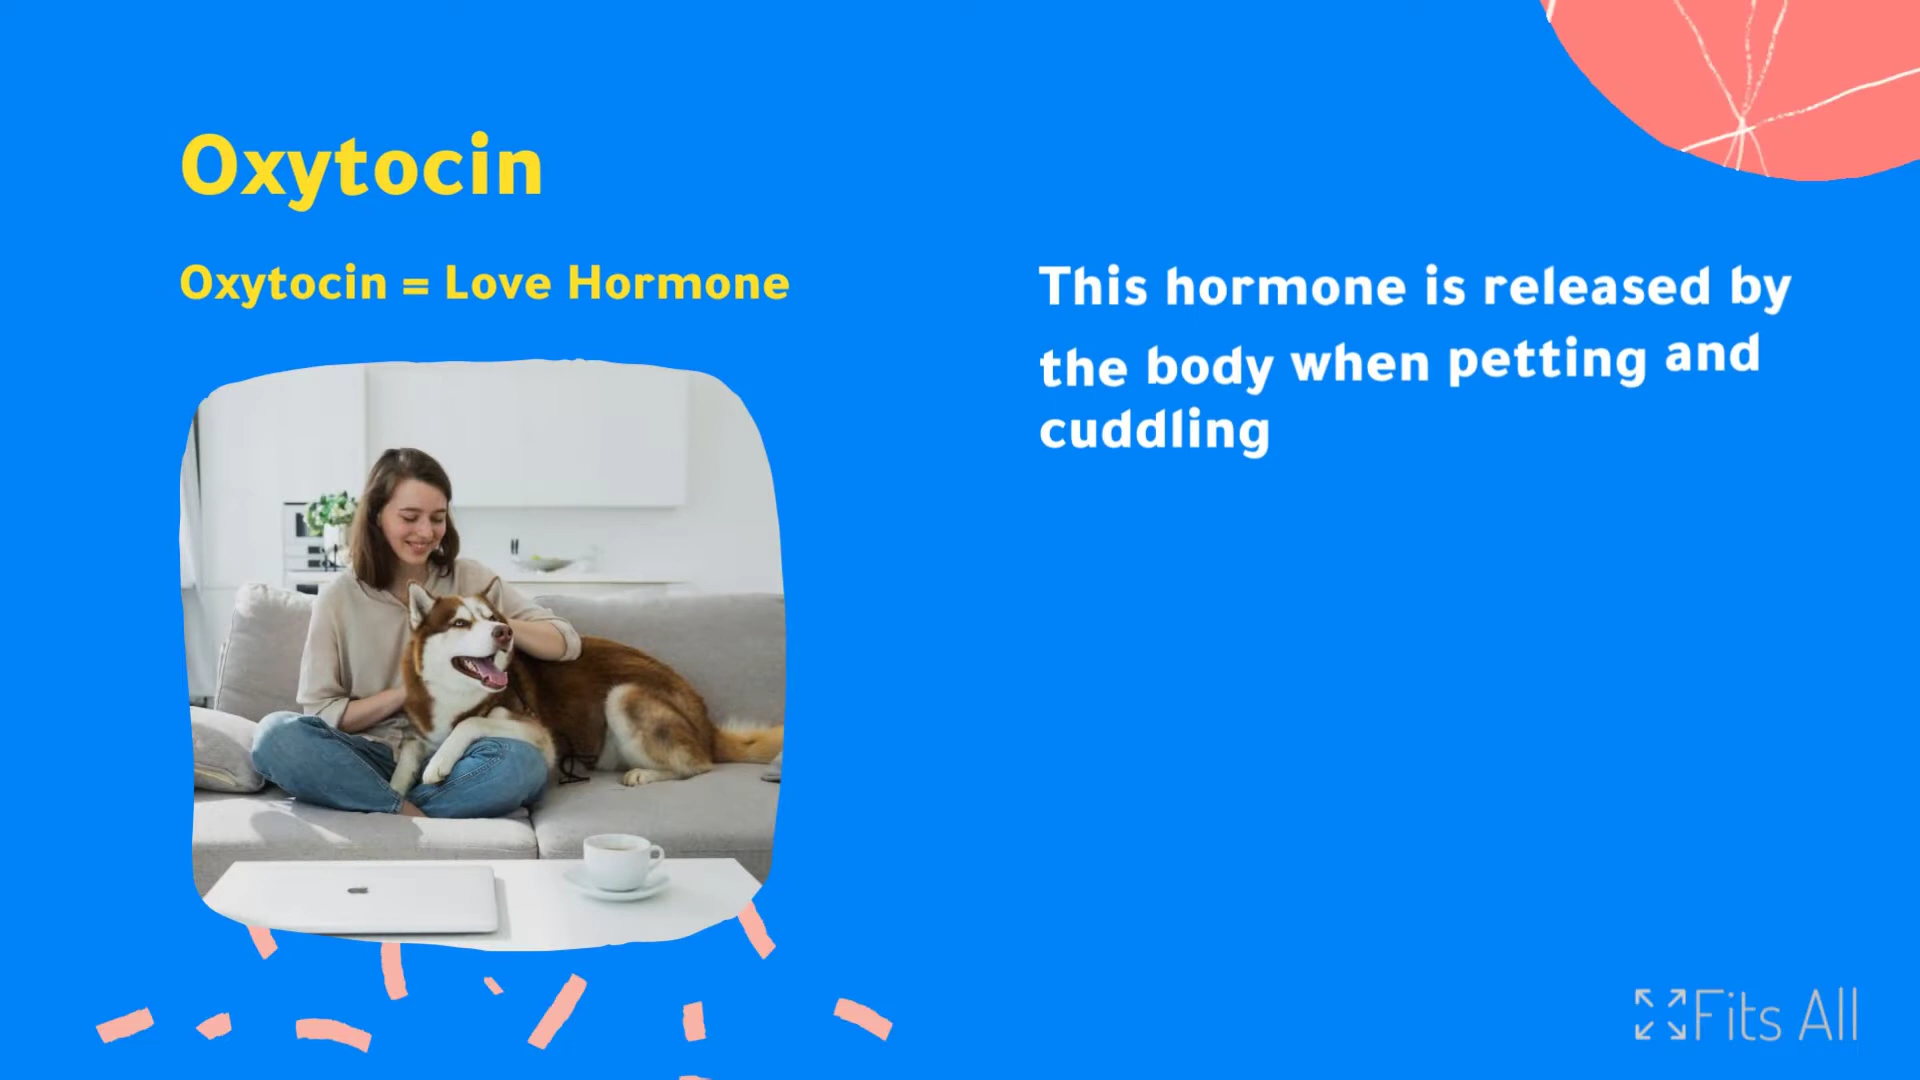 Oxytocin
Oxytocin = Love Hormone
This hormone is released by
the body when petting and
cuddling
Fits All